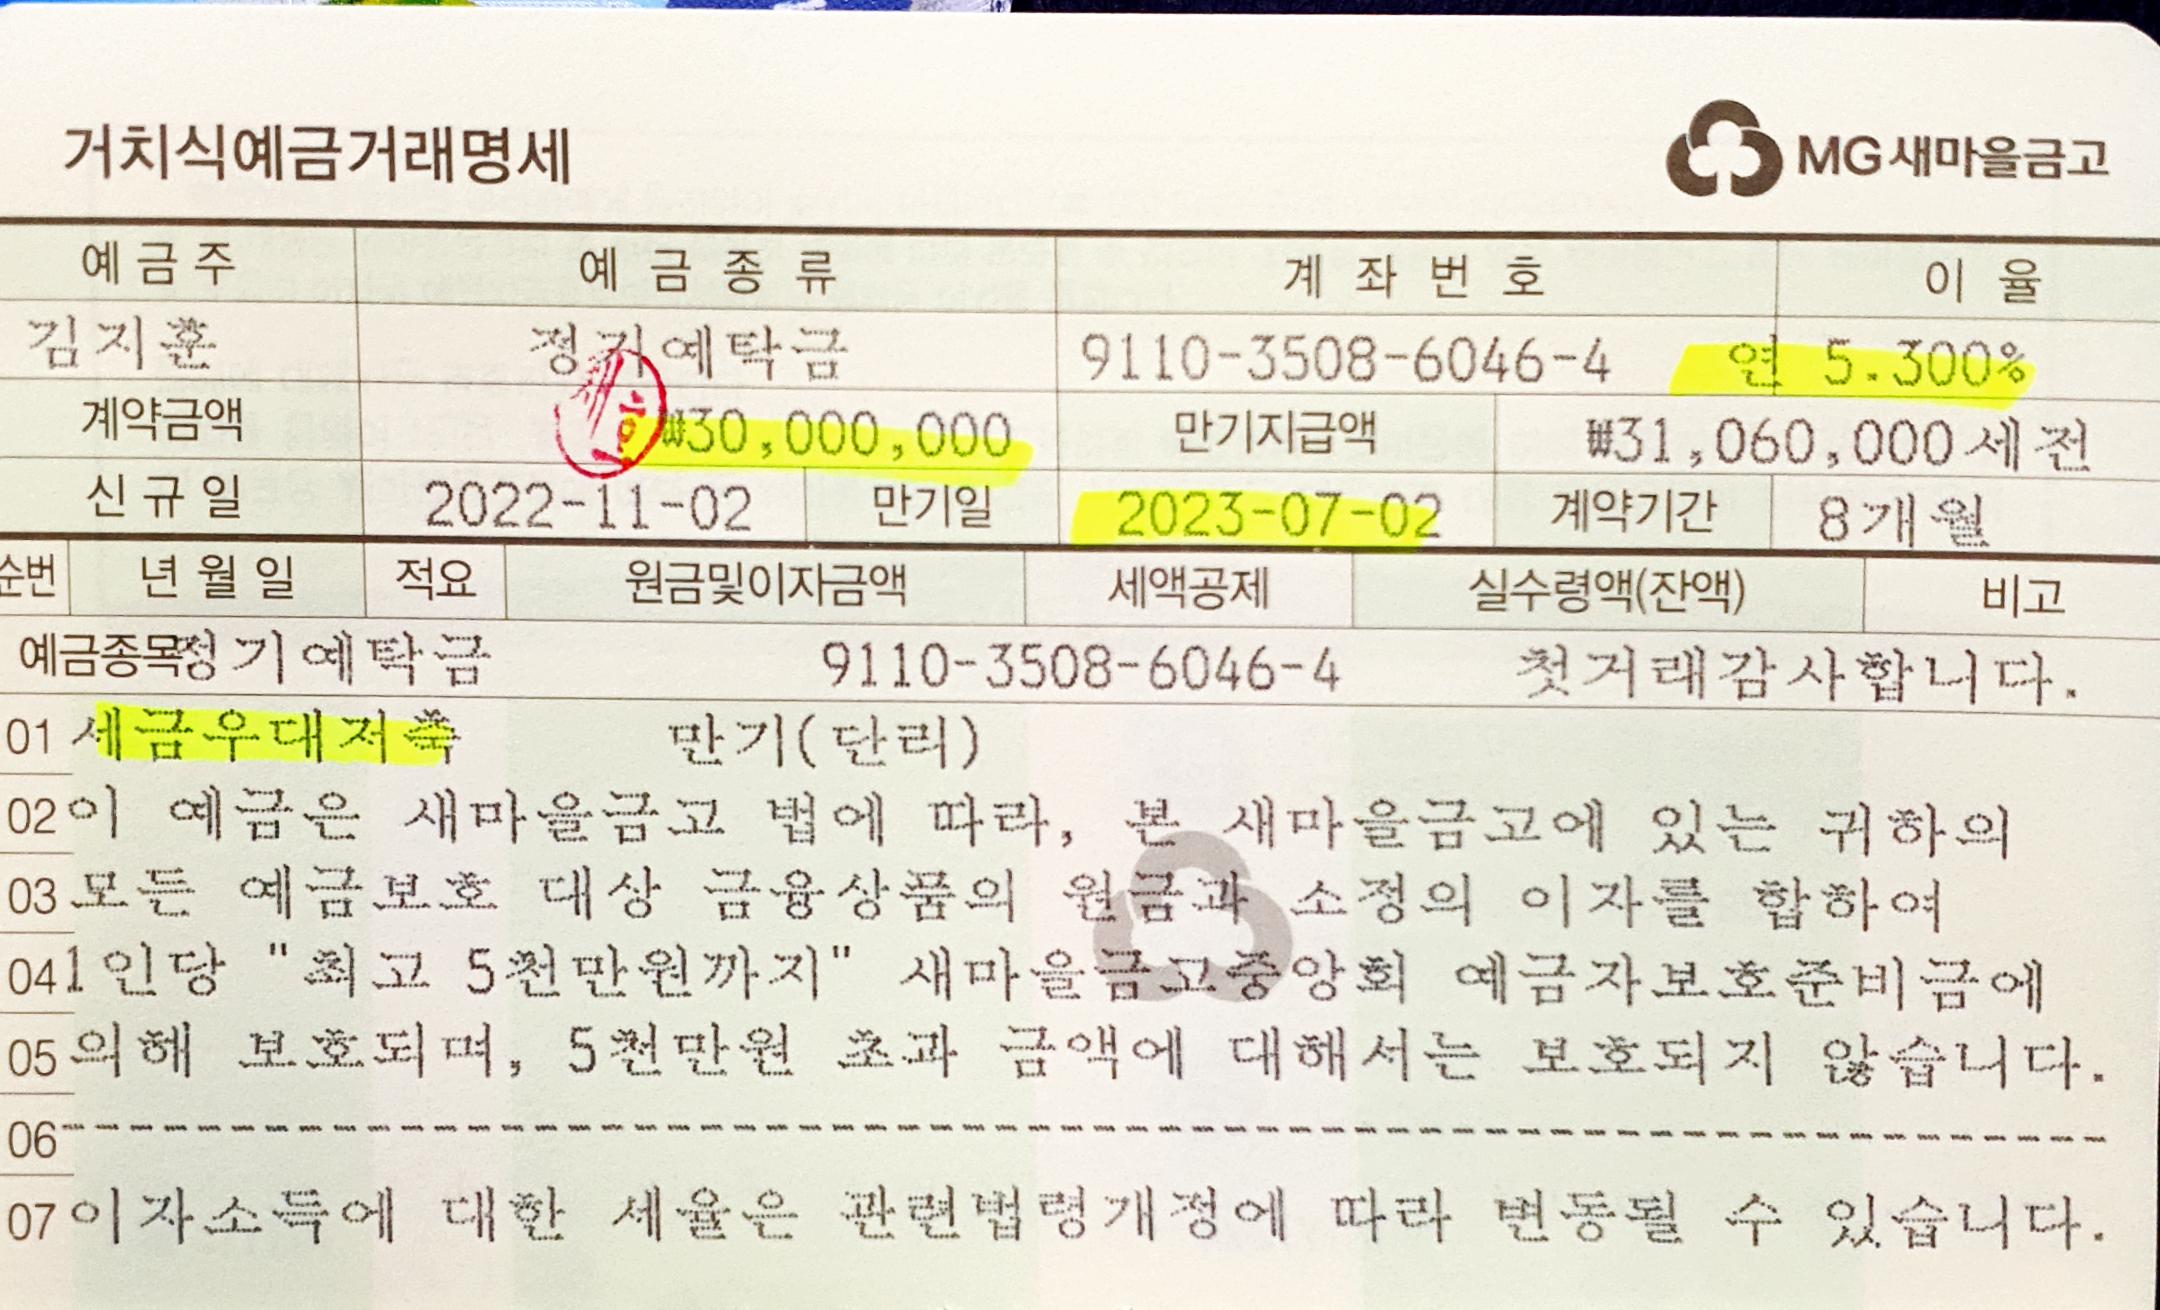 거치식예금거래명세
MG새마을금고
예금주 예금종류 계좌번호 이율
김지훈 정기예탁금 9110-3508-6046-4 연 5.300%
계약금액 ₩30,000,000 만기지급액 ₩31,060,000세전
신규일 2022-11-02 만기일 2023-07-02 계약기간 8개월
순번 년월일 적요 원금및이자금액 세액공제 실수령액(잔액) 비고
예금종목 정기예탁금 9110-3508-6046-4 첫거래감사합니다.
01 세금우대저축 만기(단리)
02 이 예금은 새마을금고 법에 따라, 본 새마을금고에 있는 귀하의
03 모든 예금보호 대상 금융상품의 원금과 소정의 이자를 합하여
04 1인당 "최고 5천만원까지" 새마을금고중앙회 예금자보호준비금에
05 의해 보호되며, 5천만원 초과 금액에 대해서는 보호되지 않습니다.
06 --------------------------------------------------
07 이자소득에 대한 세율은 관련법령개정에 따라 변동될 수 있습니다.